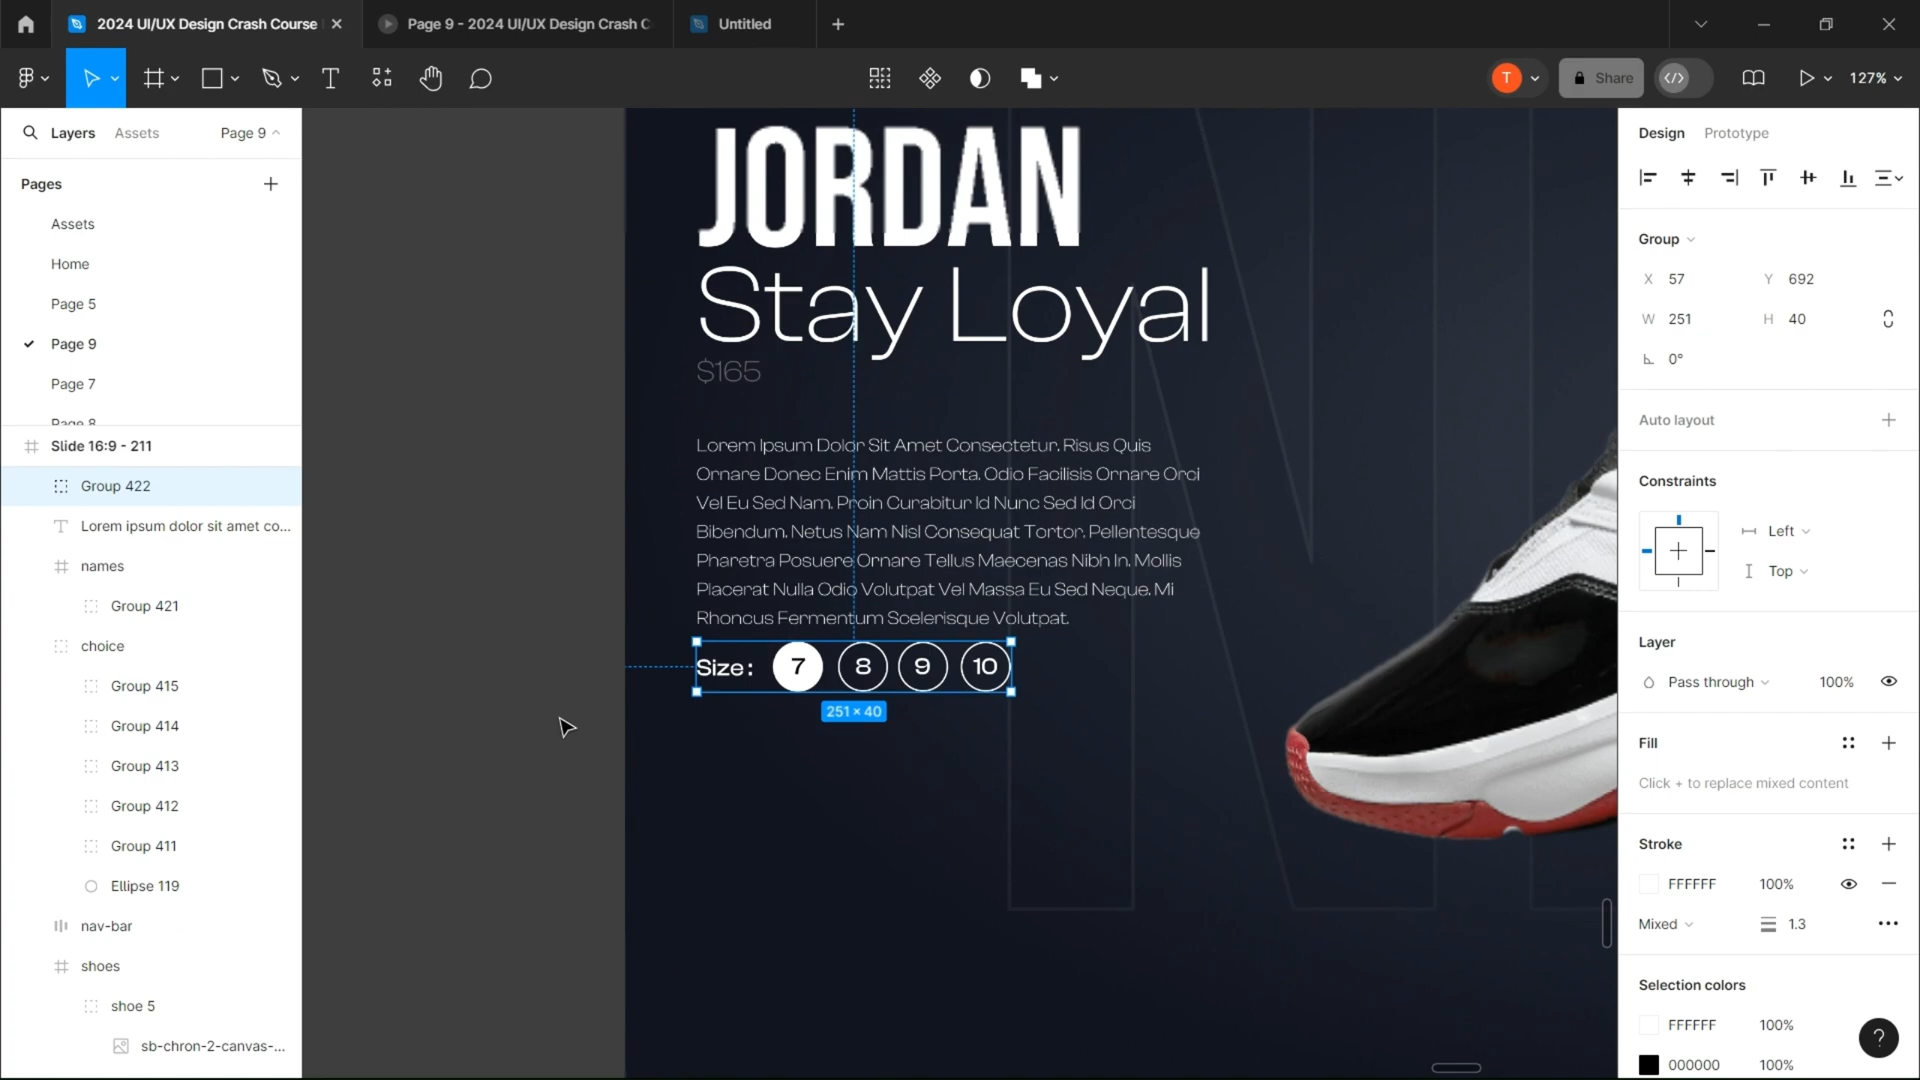 2024 UI/UX Design Crash Course
Page 9 - 2024 UI/UX Design Crash C
Untitled
T
Share
127%
Layers
Assets
Page 9
Pages
Assets
Home
Page 5
Page 9
Page 7
Page 8
Slide 16:9 - 211
Group 422
Lorem ipsum dolor sit amet co...
names
Group 421
choice
Group 415
Group 414
Group 413
Group 412
Group 411
Ellipse 119
nav-bar
shoes
shoe 5
sb-chron-2-canvas-...
JORDAN
Stay Loyal
$165
Lorem Ipsum Dolor Sit Amet Consectetur. Risus Quis
Ornare Donec Enim Mattis Porta. Odio Facilisis Ornare Orci
Vel Eu Sed Nam. Proin Curabitur Id Nunc Sed Id Orci
Bibendum. Netus Nam Nisl Consequat Tortor. Pellentesque
Pharetra Posuere Ornare Tellus Maecenas Nibh In. Mollis
Placerat Nulla Odio Volutpat Vel Massa Eu Sed Neque. Mi
Rhoncus Fermentum Scelerisque Volutpat.
Size: 7 8 9 10
251 × 40
Design
Prototype
Group
X 57
Y 692
W 251
H 40
0°
Auto layout
Constraints
Left
Top
Layer
Pass through
100%
Fill
Click + to replace mixed content
Stroke
FFFFFF
100%
Mixed
1.3
Selection colors
FFFFFF
100%
000000
100%
?